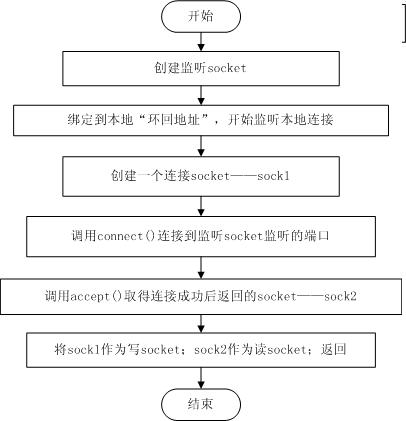 开始
创建监听socket
绑定到本地“环回地址”，开始监听本地连接
创建一个连接socket——sock1
调用connect()连接到监听socket监听的端口
调用accept()取得连接成功后返回的socket——sock2
将sock1作为写socket；sock2作为读socket；返回
结束